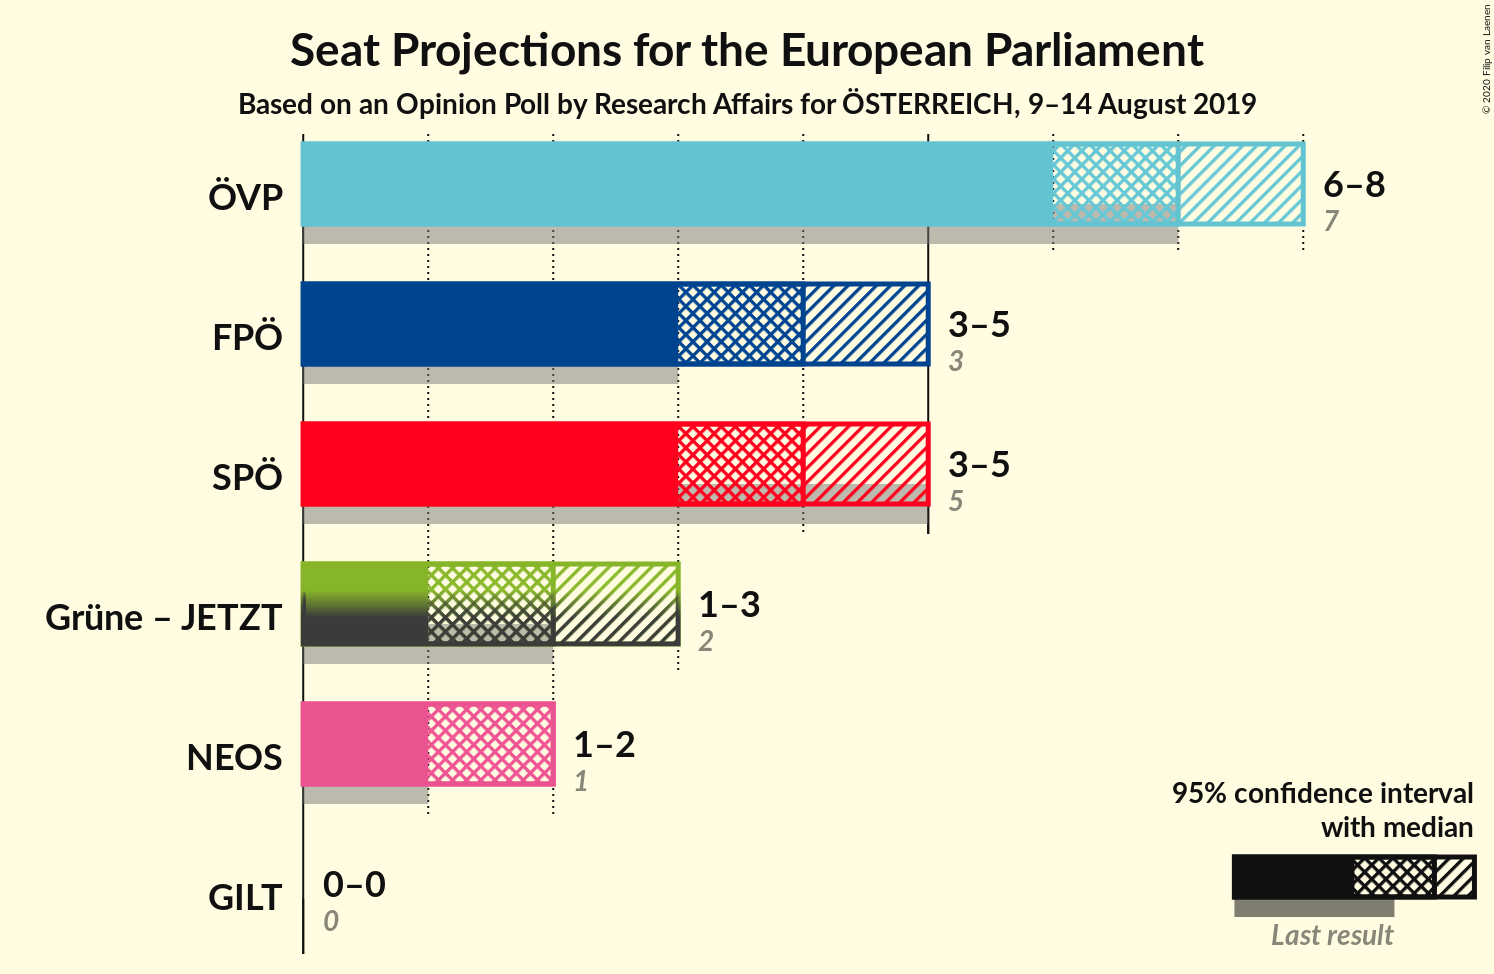 Seat Projections for the European Parliament
Based on an Opinion Poll by Research Affairs for ÖSTERREICH, 9–14 August 2019
© 2020 Filip van Laenen
ÖVP
6–8
7
FPÖ
3–5
3
SPÖ
3–5
5
Grüne – JETZT
1–3
2
NEOS
1–2
1
GILT
0–0
0
95% confidence interval
with median
Last result